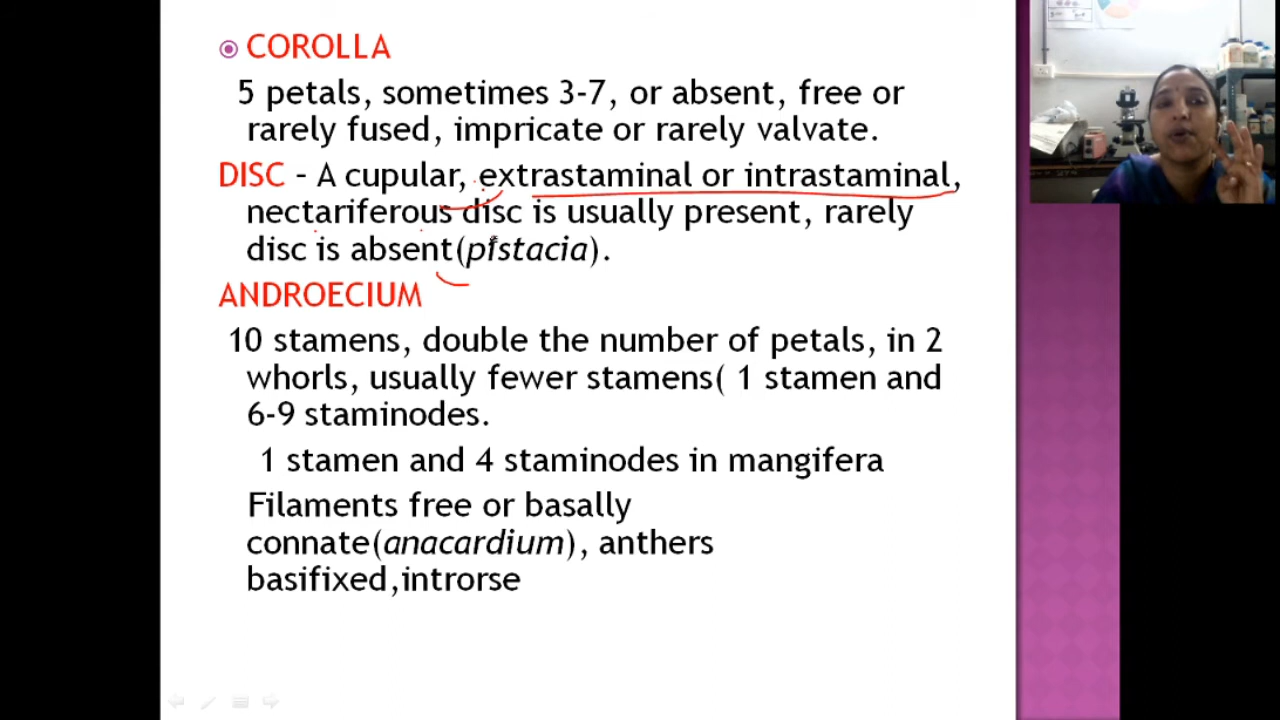 COROLLA
5 petals, sometimes 3-7, or absent, free or
rarely fused, impricate or rarely valvate.
DISC – A cupular, extrastaminal or intrastaminal,
nectariferous disc is usually present, rarely
disc is absent(pistacia).
ANDROECIUM
10 stamens, double the number of petals, in 2
whorls, usually fewer stamens( 1 stamen and
6-9 staminodes.
1 stamen and 4 staminodes in mangifera
Filaments free or basally
connate(anacardium), anthers
basifixed,introrse